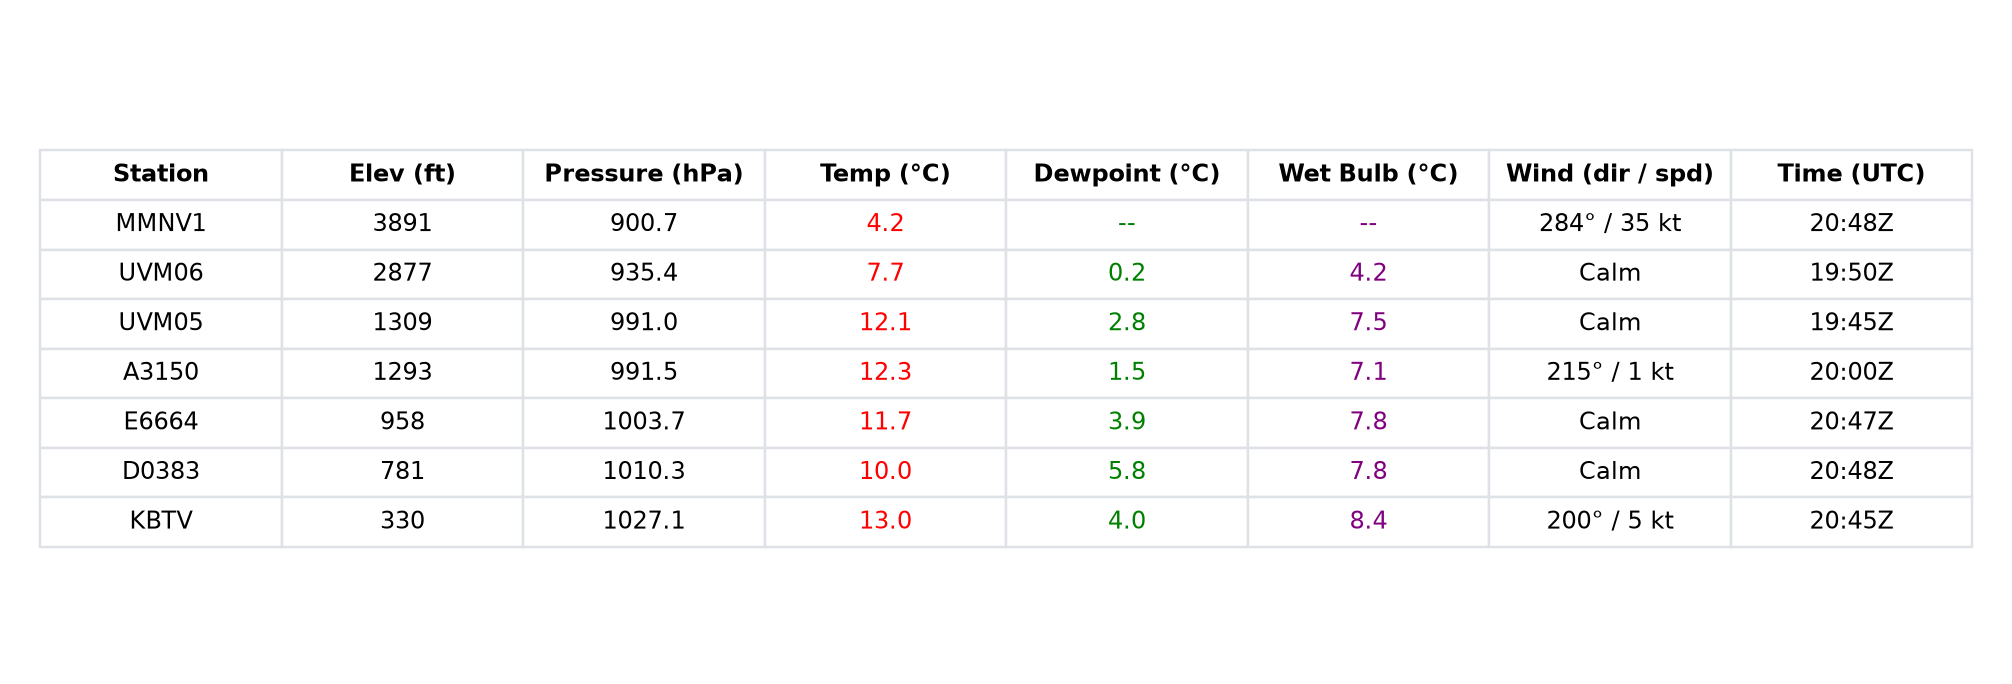 Station Elev (ft) Pressure (hPa) Temp (°C) Dewpoint (°C) Wet Bulb (°C) Wind (dir / spd) Time (UTC)
MMNV1 3891 900.7 4.2 -- -- 284° / 35 kt 20:48Z
UVM06 2877 935.4 7.7 0.2 4.2 Calm 19:50Z
UVM05 1309 991.0 12.1 2.8 7.5 Calm 19:45Z
A3150 1293 991.5 12.3 1.5 7.1 215° / 1 kt 20:00Z
E6664 958 1003.7 11.7 3.9 7.8 Calm 20:47Z
D0383 781 1010.3 10.0 5.8 7.8 Calm 20:48Z
KBTV 330 1027.1 13.0 4.0 8.4 200° / 5 kt 20:45Z